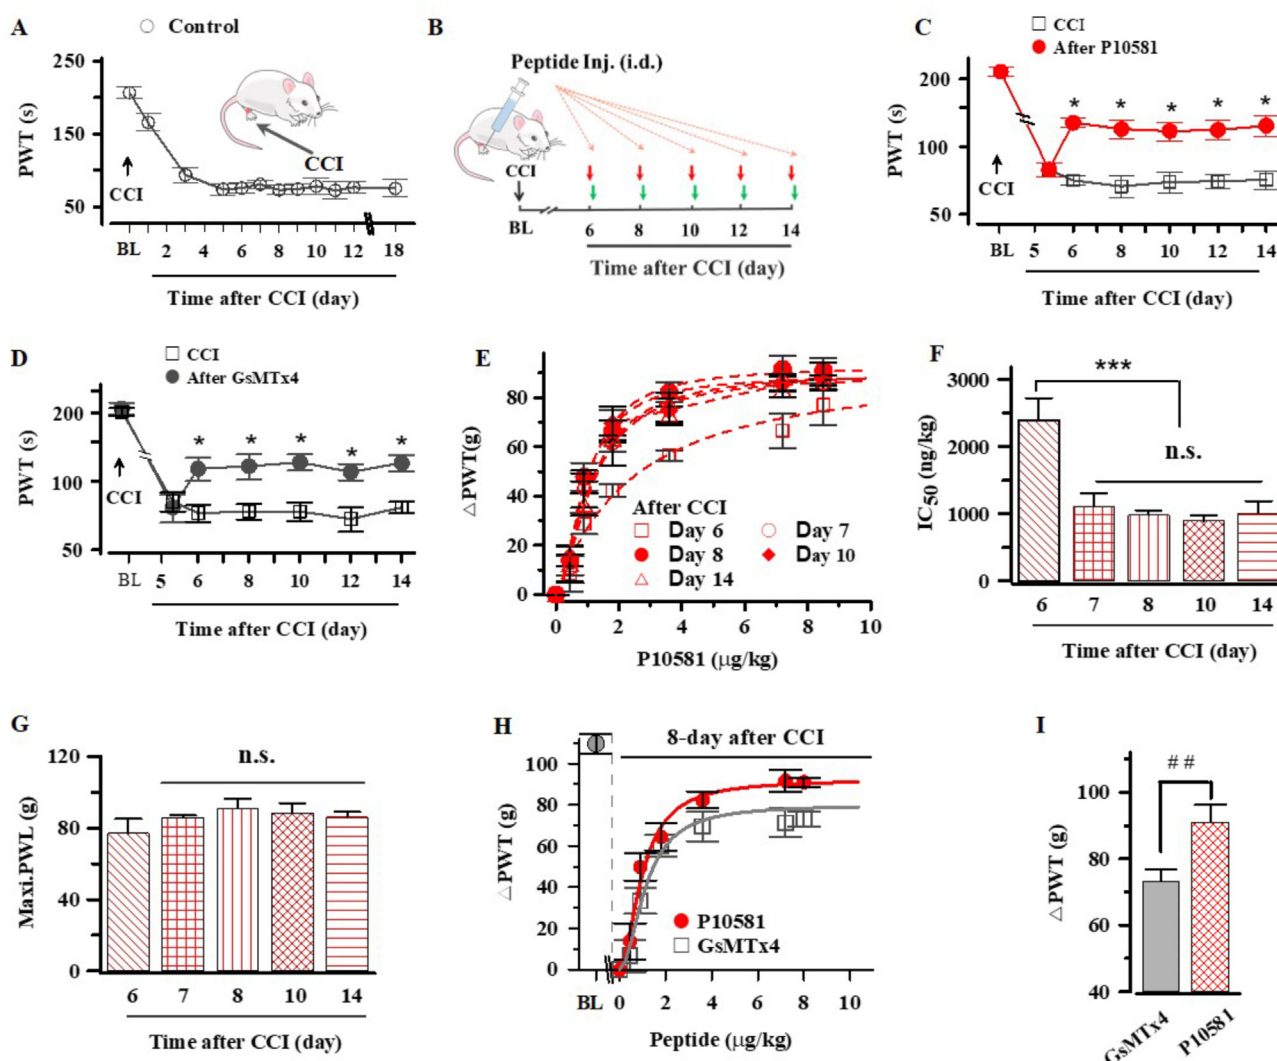 A
○ Control
PWT (s)
250
150
50
CCI
CCI
BL 2 4 6 8 10 12 18
Time after CCI (day)
B
Peptide Inj. (i.d.)
CCI
BL 6 8 10 12 14
Time after CCI (day)
C
□ CCI
● After P10581
PWT (s)
200
100
50
* * * * *
CCI
BL 5 6 8 10 12 14
Time after CCI (day)
D
□ CCI
● After GsMTx4
PWT (s)
200
100
50
* * * * *
CCI
BL 5 6 8 10 12 14
Time after CCI (day)
E
△PWT(g)
80
60
40
20
0
After CCI
□ Day 6 ○ Day 7
● Day 8 ◆ Day 10
△ Day 14
0 2 4 6 8 10
P10581 (µg/kg)
F
IC50 (ng/kg)
3000
2000
1000
0
***
n.s.
6 7 8 10 14
Time after CCI (day)
G
Maxi.PWL (g)
120
80
40
0
n.s.
6 7 8 10 14
Time after CCI (day)
H
8-day after CCI
△PWT (g)
100
80
60
40
20
0
● P10581
□ GsMTx4
BL 0 2 4 6 8 10
Peptide (µg/kg)
I
△PWT (g)
100
80
60
40
##
GsMTx4 P10581